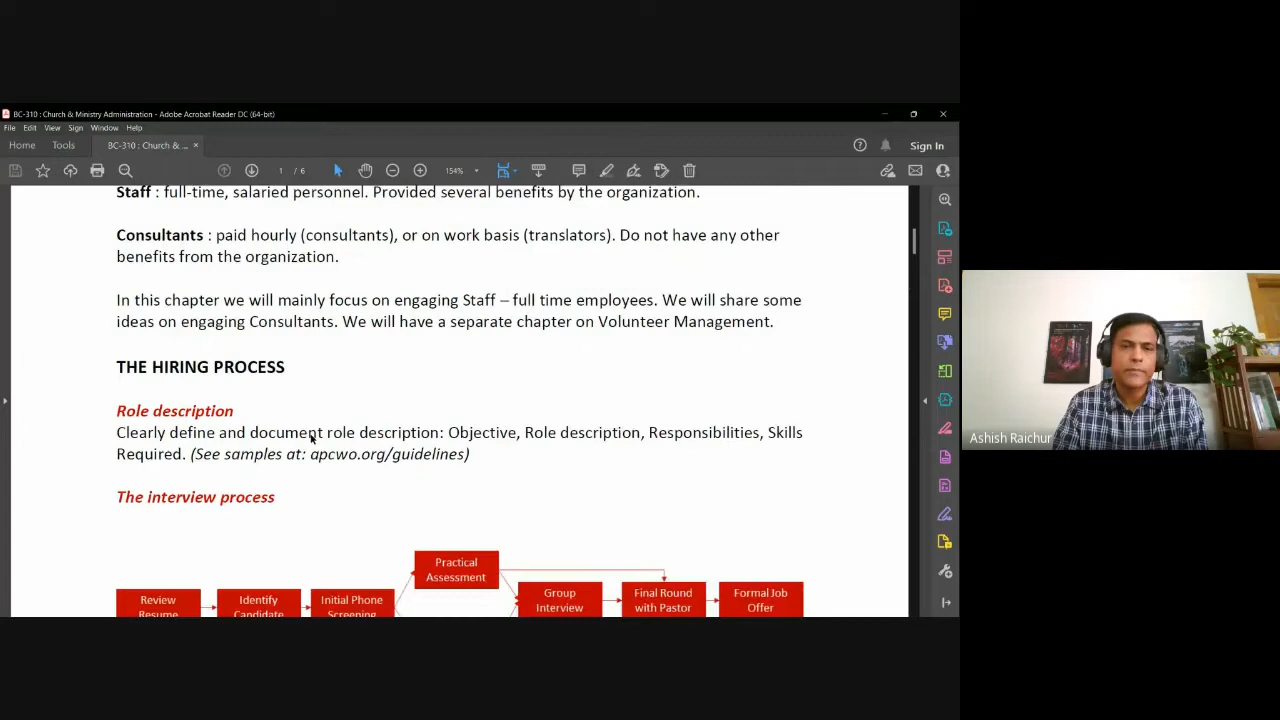 BC-310 : Church & Ministry Administration - Adobe Acrobat Reader DC (64-bit)
File Edit View Sign Window Help
Home Tools BC-310 : Church & ... × Sign In
1 / 6 154%
Staff : full-time, salaried personnel. Provided several benefits by the organization.
Consultants : paid hourly (consultants), or on work basis (translators). Do not have any other
benefits from the organization.
In this chapter we will mainly focus on engaging Staff – full time employees. We will share some
ideas on engaging Consultants. We will have a separate chapter on Volunteer Management.
THE HIRING PROCESS
Role description
Clearly define and document role description: Objective, Role description, Responsibilities, Skills
Required. (See samples at: apcwo.org/guidelines)
The interview process
Practical
Assessment
Review
Resume
Identify
Candidate
Initial Phone
Screening
Group
Interview
Final Round
with Pastor
Formal Job
Offer
Ashish Raichur